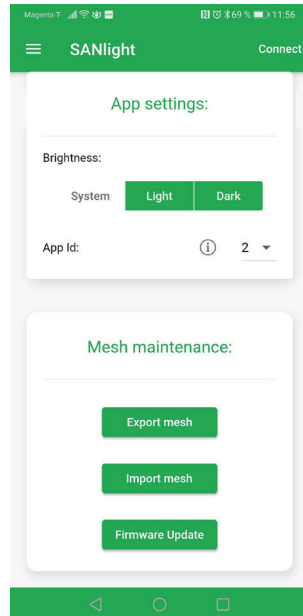 Magenta-T- 69 % 11:56
SANlight Connect
App settings:
Brightness:
System Light Dark
App Id: 2
Mesh maintenance:
Export mesh
Import mesh
Firmware Update